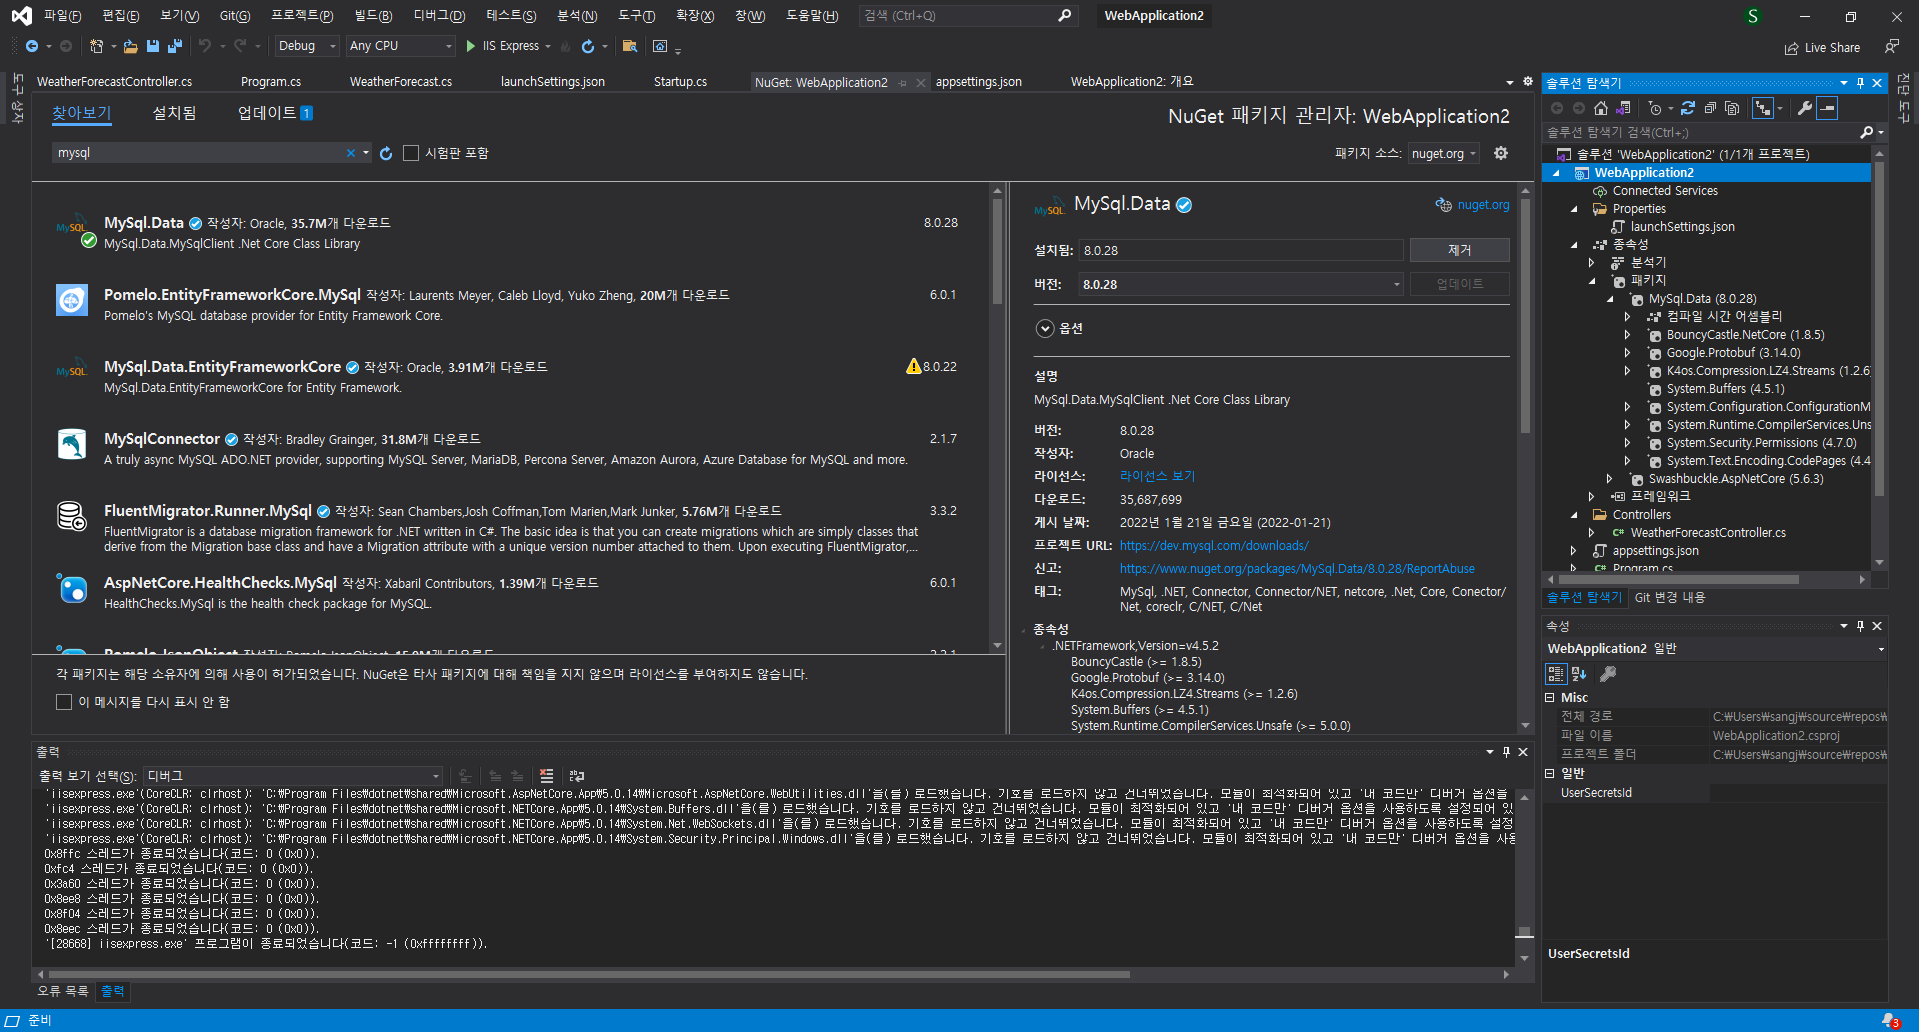 파일(F) 편집(E) 보기(V) Git(G) 프로젝트(P) 빌드(B) 디버그(D) 테스트(S) 분석(N) 도구(T) 확장(X) 창(W) 도움말(H) 검색 (Ctrl+Q) WebApplication2 S
Debug Any CPU IIS Express Live Share
도구 상자
WeatherForecastController.cs Program.cs WeatherForecast.cs launchSettings.json Startup.cs NuGet: WebApplication2 appsettings.json WebApplication2: 개요
찾아보기 설치됨 업데이트 1
NuGet 패키지 관리자: WebApplication2
mysql 시험판 포함
패키지 소스: nuget.org
MySql.Data 작성자: Oracle, 35.7M개 다운로드 8.0.28
MySql.Data.MySqlClient .Net Core Class Library
Pomelo.EntityFrameworkCore.MySql 작성자: Laurents Meyer, Caleb Lloyd, Yuko Zheng, 20M개 다운로드 6.0.1
Pomelo's MySQL database provider for Entity Framework Core.
MySql.Data.EntityFrameworkCore 작성자: Oracle, 3.91M개 다운로드 8.0.22
MySql.Data.EntityFrameworkCore for Entity Framework.
MySqlConnector 작성자: Bradley Grainger, 31.8M개 다운로드 2.1.7
A truly async MySQL ADO.NET provider, supporting MySQL Server, MariaDB, Percona Server, Amazon Aurora, Azure Database for MySQL and more.
FluentMigrator.Runner.MySql 작성자: Sean Chambers,Josh Coffman,Tom Marien,Mark Junker, 5.76M개 다운로드 3.3.2
FluentMigrator is a database migration framework for .NET written in C#. The basic idea is that you can create migrations which are simply classes that
derive from the Migration base class and have a Migration attribute with a unique version number attached to them. Upon executing FluentMigrator,...
AspNetCore.HealthChecks.MySql 작성자: Xabaril Contributors, 1.39M개 다운로드 6.0.1
HealthChecks.MySql is the health check package for MySQL.
Pomelo.JsonObject 작성자: Pomelo.JsonObject, 15.9M개 다운로드 2.2.1
각 패키지는 해당 소유자에 의해 사용이 허가되었습니다. NuGet은 타사 패키지에 대해 책임을 지지 않으며 라이선스를 부여하지도 않습니다.
이 메시지를 다시 표시 안 함
MySql.Data nuget.org
설치됨: 8.0.28 제거
버전: 8.0.28 업데이트
옵션
설명
MySql.Data.MySqlClient .Net Core Class Library
버전: 8.0.28
작성자: Oracle
라이선스: 라이선스 보기
다운로드: 35,687,699
게시 날짜: 2022년 1월 21일 금요일 (2022-01-21)
프로젝트 URL: https://dev.mysql.com/downloads/
신고: https://www.nuget.org/packages/MySql.Data/8.0.28/ReportAbuse
태그: MySql, .NET, Connector, Connector/NET, netcore, .Net, Core, Conector/
Net, coreclr, C/NET, C/Net
종속성
.NETFramework,Version=v4.5.2
BouncyCastle (>= 1.8.5)
Google.Protobuf (>= 3.14.0)
K4os.Compression.LZ4.Streams (>= 1.2.6)
System.Buffers (>= 4.5.1)
System.Runtime.CompilerServices.Unsafe (>= 5.0.0)
출력
출력 보기 선택(S): 디버그
'iisexpress.exe'(CoreCLR: clrhost): 'C:₩Program Files₩dotnet₩shared₩Microsoft.AspNetCore.App₩5.0.14₩Microsoft.AspNetCore.WebUtilities.dll'을(를) 로드했습니다. 기호를 로드하지 않고 건너뛰었습니다. 모듈이 최적화되어 있고 '내 코드만' 디버거 옵션을
'iisexpress.exe'(CoreCLR: clrhost): 'C:₩Program Files₩dotnet₩shared₩Microsoft.NETCore.App₩5.0.14₩System.Buffers.dll'을(를) 로드했습니다. 기호를 로드하지 않고 건너뛰었습니다. 모듈이 최적화되어 있고 '내 코드만' 디버거 옵션을 사용하도록 설정되어 있
'iisexpress.exe'(CoreCLR: clrhost): 'C:₩Program Files₩dotnet₩shared₩Microsoft.NETCore.App₩5.0.14₩System.Net.WebSockets.dll'을(를) 로드했습니다. 기호를 로드하지 않고 건너뛰었습니다. 모듈이 최적화되어 있고 '내 코드만' 디버거 옵션을 사용하도록 설정
'iisexpress.exe'(CoreCLR: clrhost): 'C:₩Program Files₩dotnet₩shared₩Microsoft.NETCore.App₩5.0.14₩System.Security.Principal.Windows.dll'을(를) 로드했습니다. 기호를 로드하지 않고 건너뛰었습니다. 모듈이 최적화되어 있고 '내 코드만' 디버거 옵션을 사용
0x8ffc 스레드가 종료되었습니다(코드: 0 (0x0)).
0xfc4 스레드가 종료되었습니다(코드: 0 (0x0)).
0x3a60 스레드가 종료되었습니다(코드: 0 (0x0)).
0x8ee8 스레드가 종료되었습니다(코드: 0 (0x0)).
0x8f04 스레드가 종료되었습니다(코드: 0 (0x0)).
0x8eec 스레드가 종료되었습니다(코드: 0 (0x0)).
'[28668] iisexpress.exe' 프로그램이 종료되었습니다(코드: -1 (0xffffffff)).
오류 목록 출력
솔루션 탐색기
솔루션 탐색기 검색(Ctrl+;)
솔루션 'WebApplication2' (1/1개 프로젝트)
WebApplication2
Connected Services
Properties
launchSettings.json
종속성
분석기
패키지
MySql.Data (8.0.28)
컴파일 시간 어셈블리
BouncyCastle.NetCore (1.8.5)
Google.Protobuf (3.14.0)
K4os.Compression.LZ4.Streams (1.2.6
System.Buffers (4.5.1)
System.Configuration.ConfigurationM
System.Runtime.CompilerServices.Uns
System.Security.Permissions (4.7.0)
System.Text.Encoding.CodePages (4.4
Swashbuckle.AspNetCore (5.6.3)
프레임워크
Controllers
C# WeatherForecastController.cs
appsettings.json
C# Program.cs
솔루션 탐색기 Git 변경 내용
속성
WebApplication2 일반
Misc
전체 경로 C:₩Users₩sangj₩source₩repos₩
파일 이름 WebApplication2.csproj
프로젝트 폴더 C:₩Users₩sangj₩source₩repos₩
일반
UserSecretsId
UserSecretsId
진단 도구
준비 3